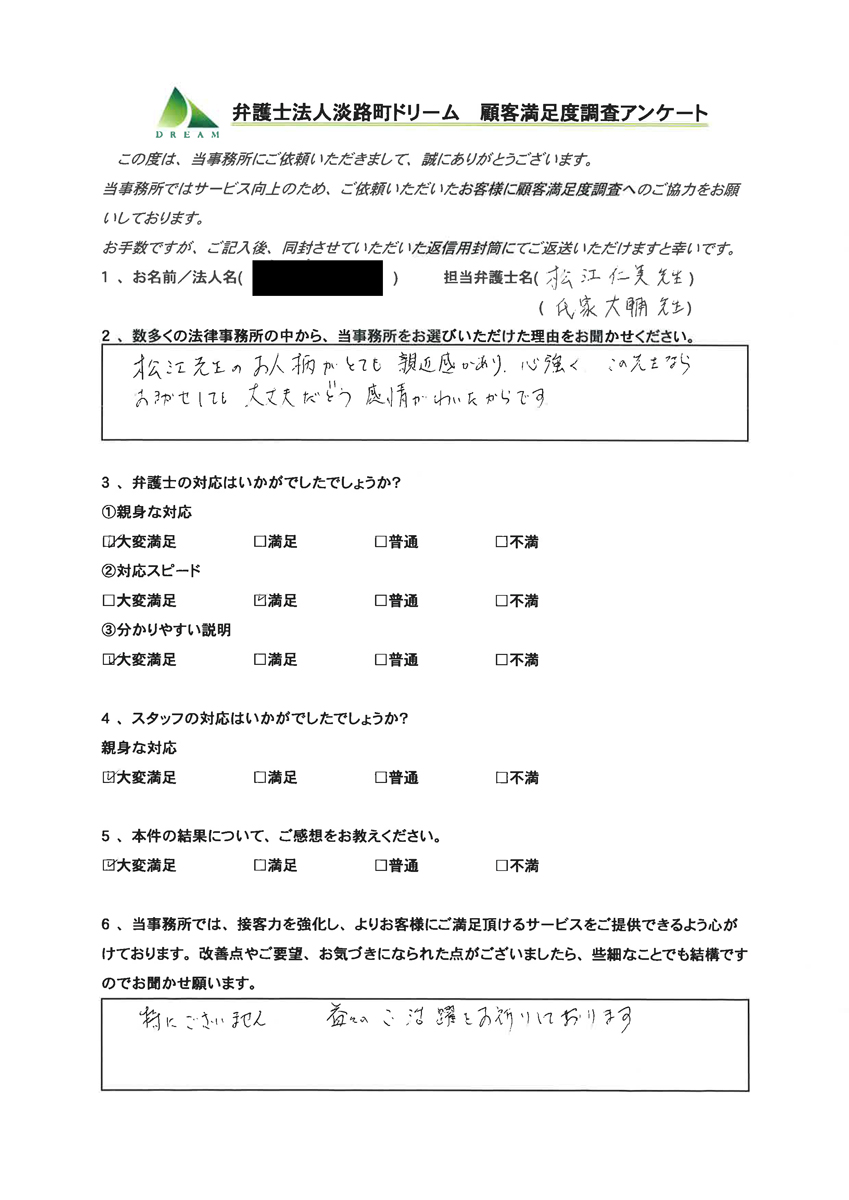 DREAM
弁護士法人淡路町ドリーム 顧客満足度調査アンケート
この度は、当事務所にご依頼いただきまして、誠にありがとうございます。
当事務所ではサービス向上のため、ご依頼いただいたお客様に顧客満足度調査へのご協力をお願
いしております。
お手数ですが、ご記入後、同封させていただいた返信用封筒にてご返送いただけますと幸いです。
1、お名前/法人名( ) 担当弁護士名( 松江仁美先生 )
( 氏家大輔先生)
2、数多くの法律事務所の中から、当事務所をお選びいただけた理由をお聞かせください。
松江先生のお人柄がとても親近感があり、心強く この先生なら
おまかせしても 大丈夫だどう 感情がわいたからです
3、弁護士の対応はいかがでしたでしょうか?
①親身な対応
☑大変満足 □満足 □普通 □不満
②対応スピード
□大変満足 ☑満足 □普通 □不満
③分かりやすい説明
☑大変満足 □満足 □普通 □不満
4、スタッフの対応はいかがでしたでしょうか?
親身な対応
☑大変満足 □満足 □普通 □不満
5、本件の結果について、ご感想をお教えください。
☑大変満足 □満足 □普通 □不満
6、当事務所では、接客力を強化し、よりお客様にご満足頂けるサービスをご提供できるよう心が
けております。改善点やご要望、お気づきになられた点がございましたら、些細なことでも結構です
のでお聞かせ願います。
特にございません 益々のご活躍をお祈りしております